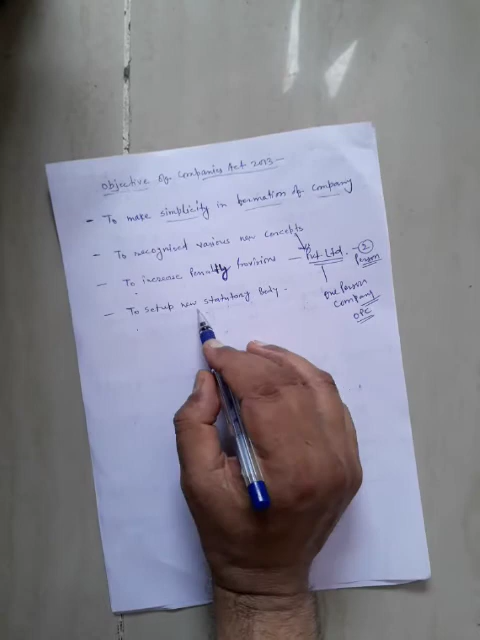 Objective Of Companies Act 2013 -
- To make simplicity in formation of company
- To recognised various new concepts
Pvt. Ltd. - 2 Person
- To increase Penalty Provisions -
One Person
Company
OPC
- To setup new statutory Body.